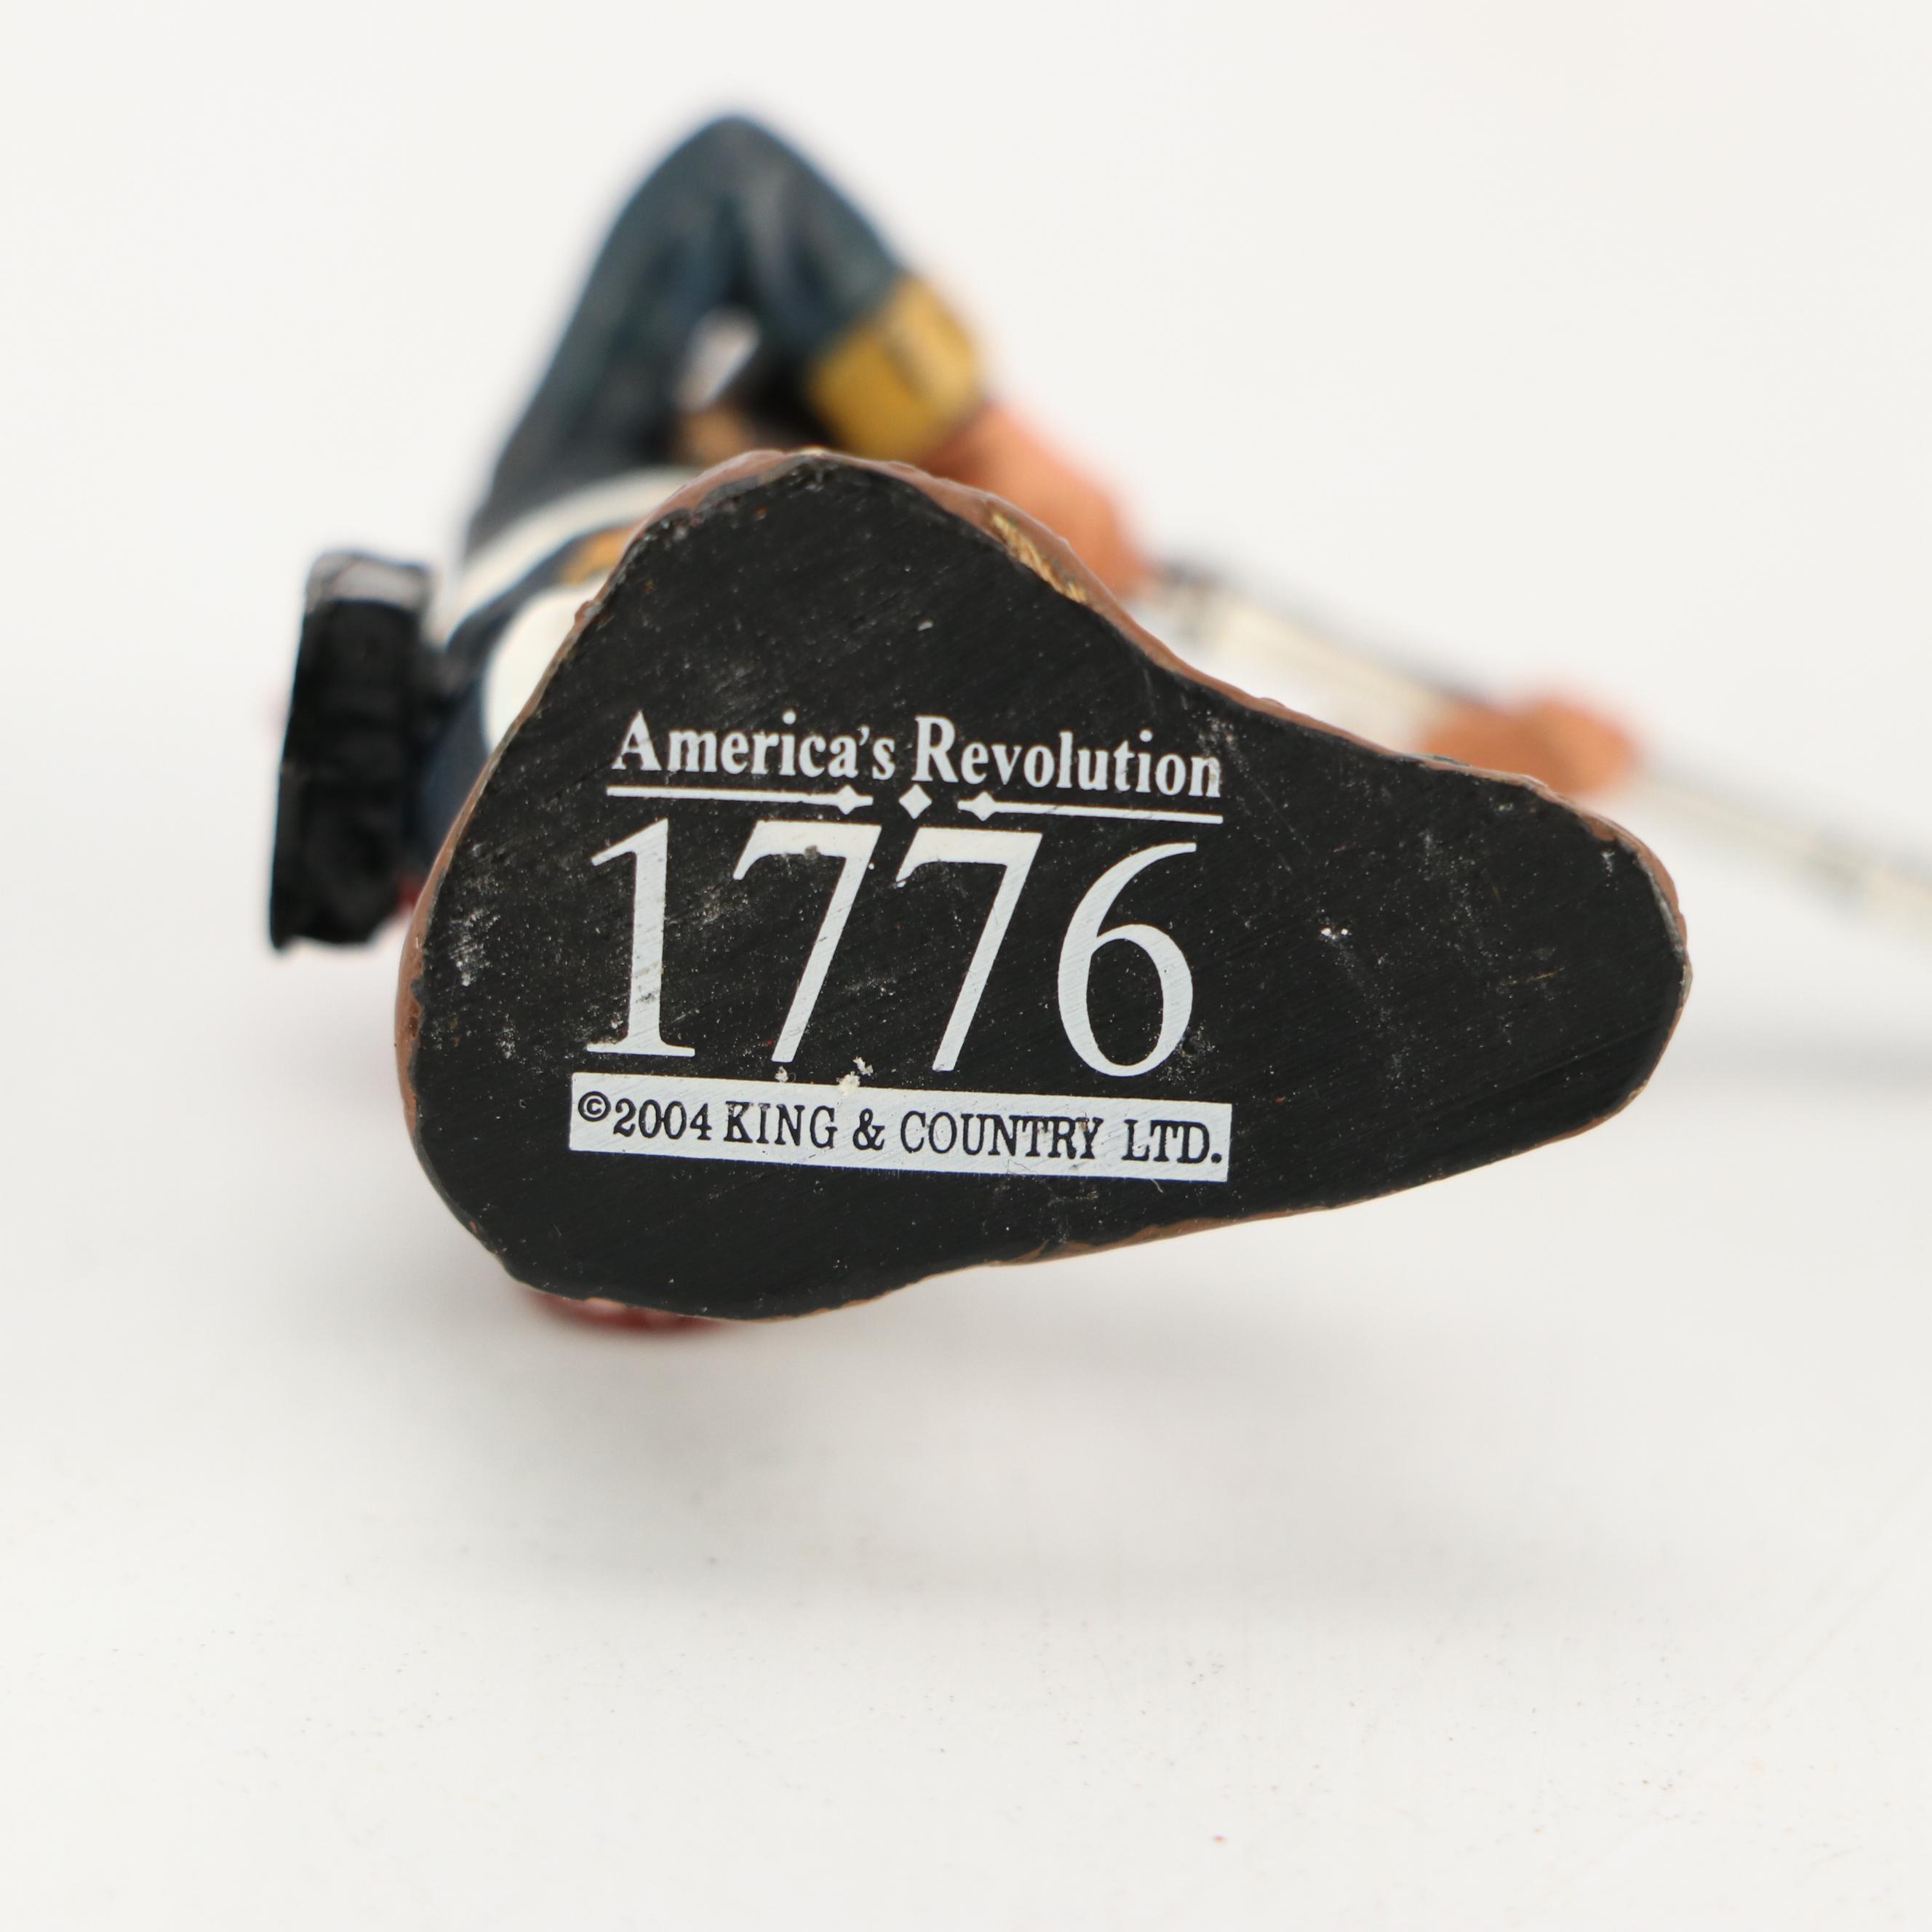 America's Revolution
1776
©2004 KING & COUNTRY LTD.